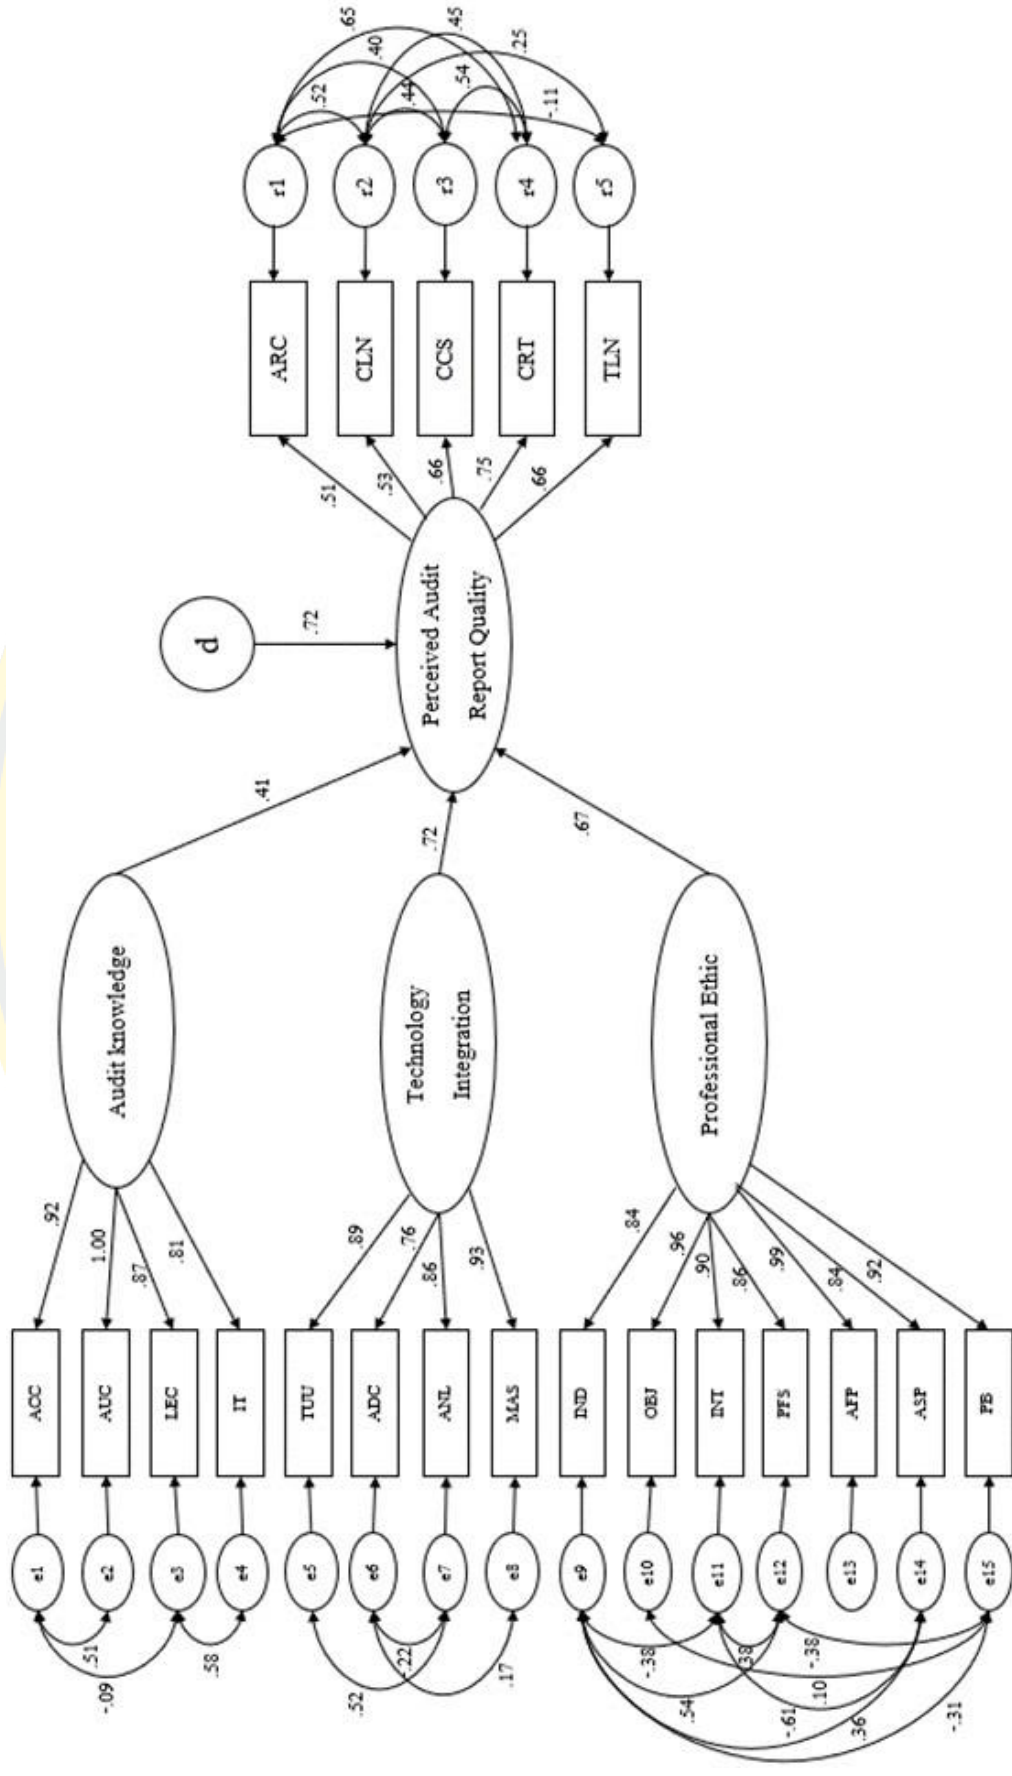 e1
ACC
.92
.51
-.09
e2
AUC
1.00
Audit knowledge
.87
e3
LEC
.81
.58
e4
IT
.41
e5
TUU
.89
.52
e6
ADC
.76
-.22
Technology
Integration
.72
e7
ANL
.86
.93
.17
e8
MAS
e9
IND
.84
-.38
e10
OBJ
.96
.54
.90
e11
INT
.38
Professional Ethic
.67
.86
e12
PFS
-.61
-.38
.99
.10
e13
AFP
.84
.36
e14
ASP
.92
-.31
e15
PB
d
.72
Perceived Audit
Report Quality
.51
ARC
r1
.53
CLN
r2
.66
CCS
r3
.75
CRT
r4
.66
TLN
r5
.65
.40
.52
.45
.44
.54
.25
-.11